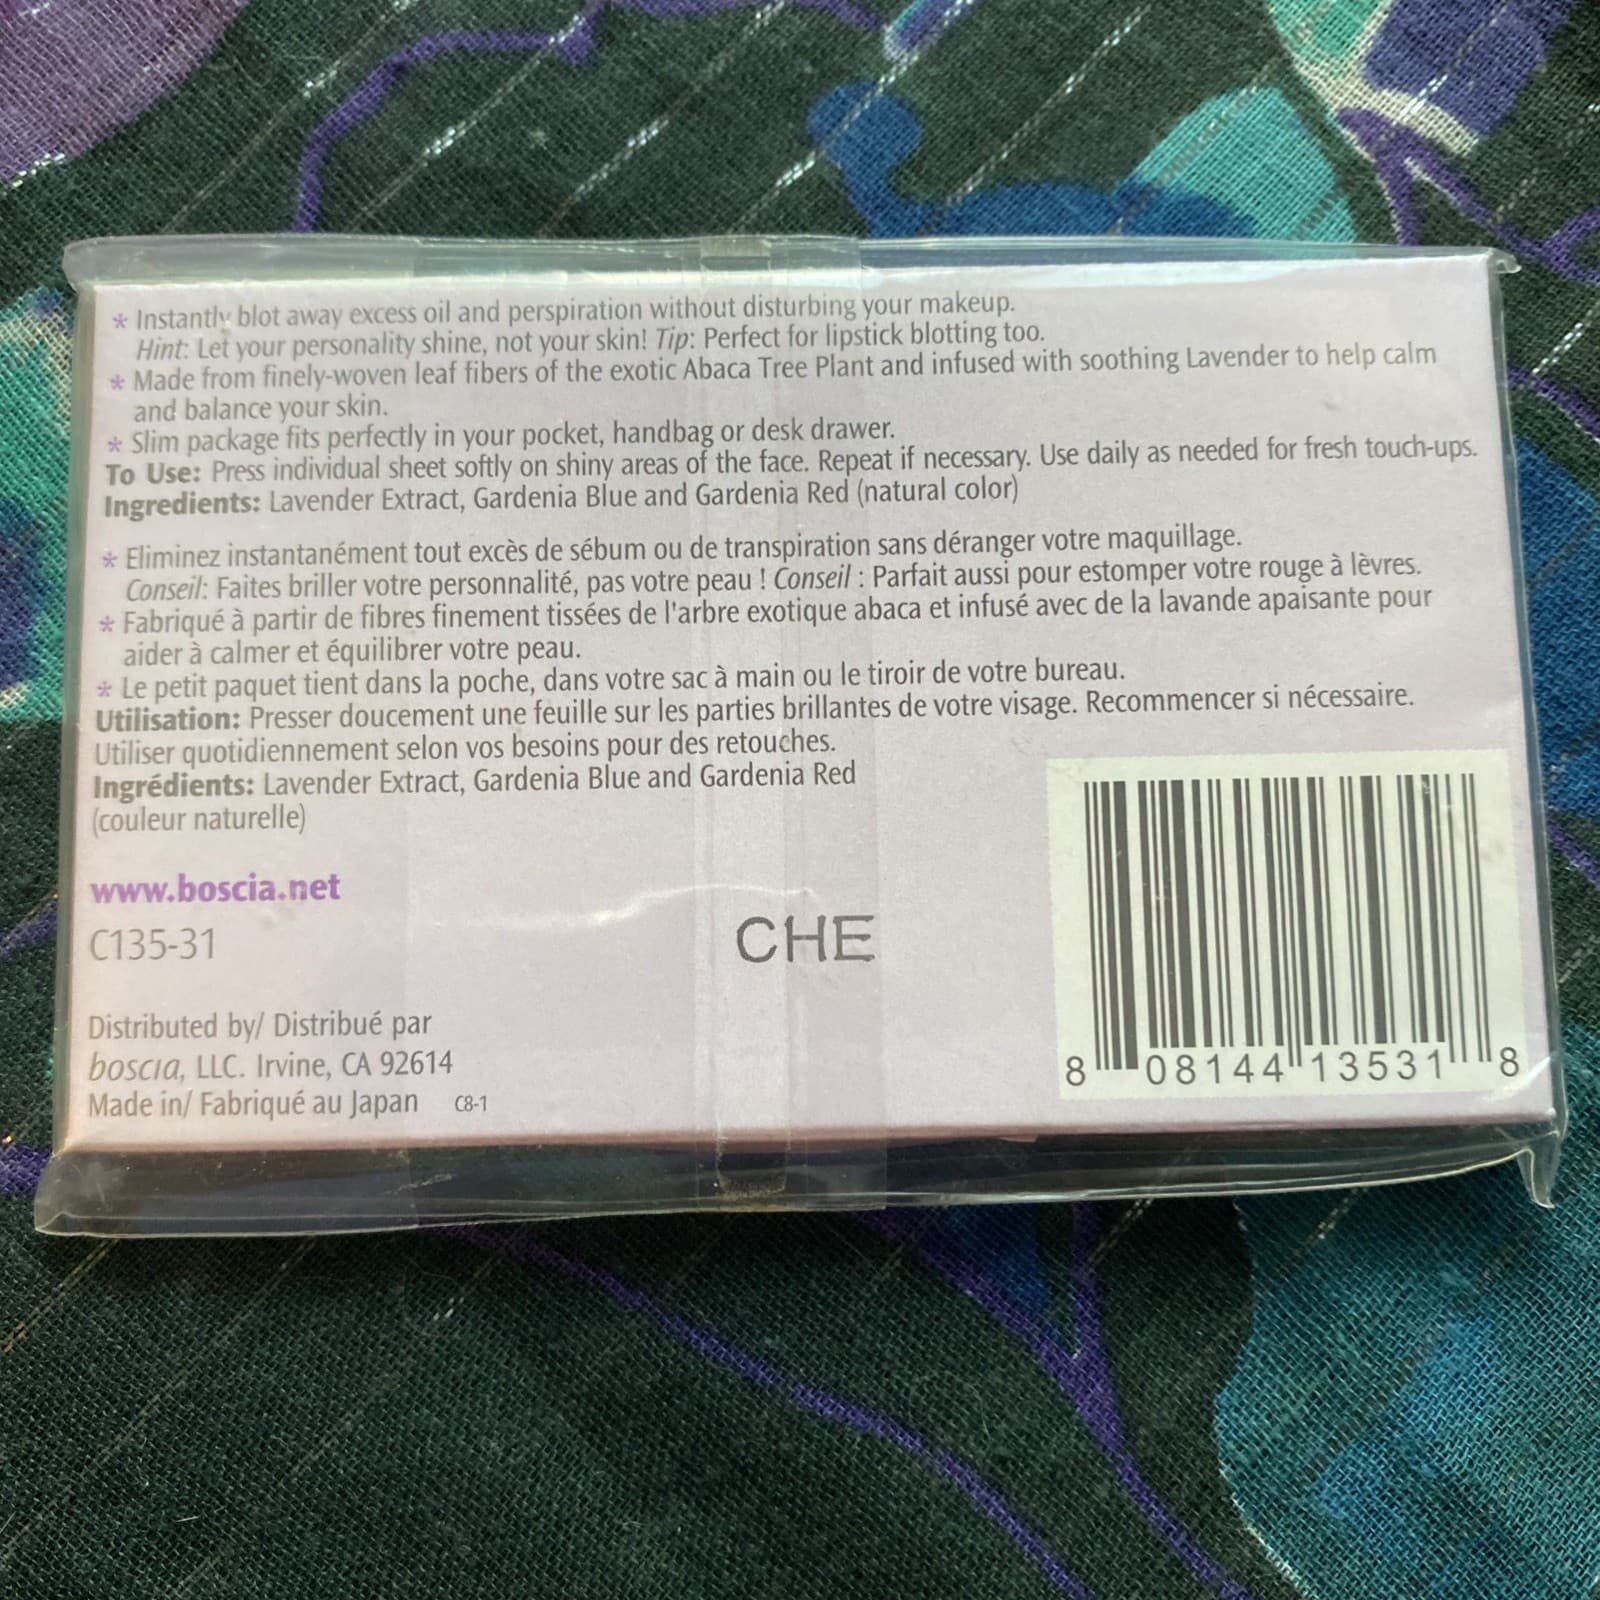 * Instantly blot away excess oil and perspiration without disturbing your makeup.
Hint: Let your personality shine, not your skin! Tip: Perfect for lipstick blotting too.
* Made from finely-woven leaf fibers of the exotic Abaca Tree Plant and infused with soothing Lavender to help calm
and balance your skin.
* Slim package fits perfectly in your pocket, handbag or desk drawer.
To Use: Press individual sheet softly on shiny areas of the face. Repeat if necessary. Use daily as needed for fresh touch-ups.
Ingredients: Lavender Extract, Gardenia Blue and Gardenia Red (natural color)
* Eliminez instantanément tout excès de sébum ou de transpiration sans déranger votre maquillage.
Conseil: Faites briller votre personnalité, pas votre peau ! Conseil : Parfait aussi pour estomper votre rouge à lèvres.
* Fabriqué à partir de fibres finement tissées de l'arbre exotique abaca et infusé avec de la lavande apaisante pour
aider à calmer et équilibrer votre peau.
* Le petit paquet tient dans la poche, dans votre sac à main ou le tiroir de votre bureau.
Utilisation: Presser doucement une feuille sur les parties brillantes de votre visage. Recommencer si nécessaire.
Utiliser quotidiennement selon vos besoins pour des retouches.
Ingrédients: Lavender Extract, Gardenia Blue and Gardenia Red
(couleur naturelle)
www.boscia.net
C135-31
CHE
Distributed by/ Distribué par
boscia, LLC. Irvine, CA 92614
Made in/ Fabriqué au Japan C8-1
8 08144 13531 8